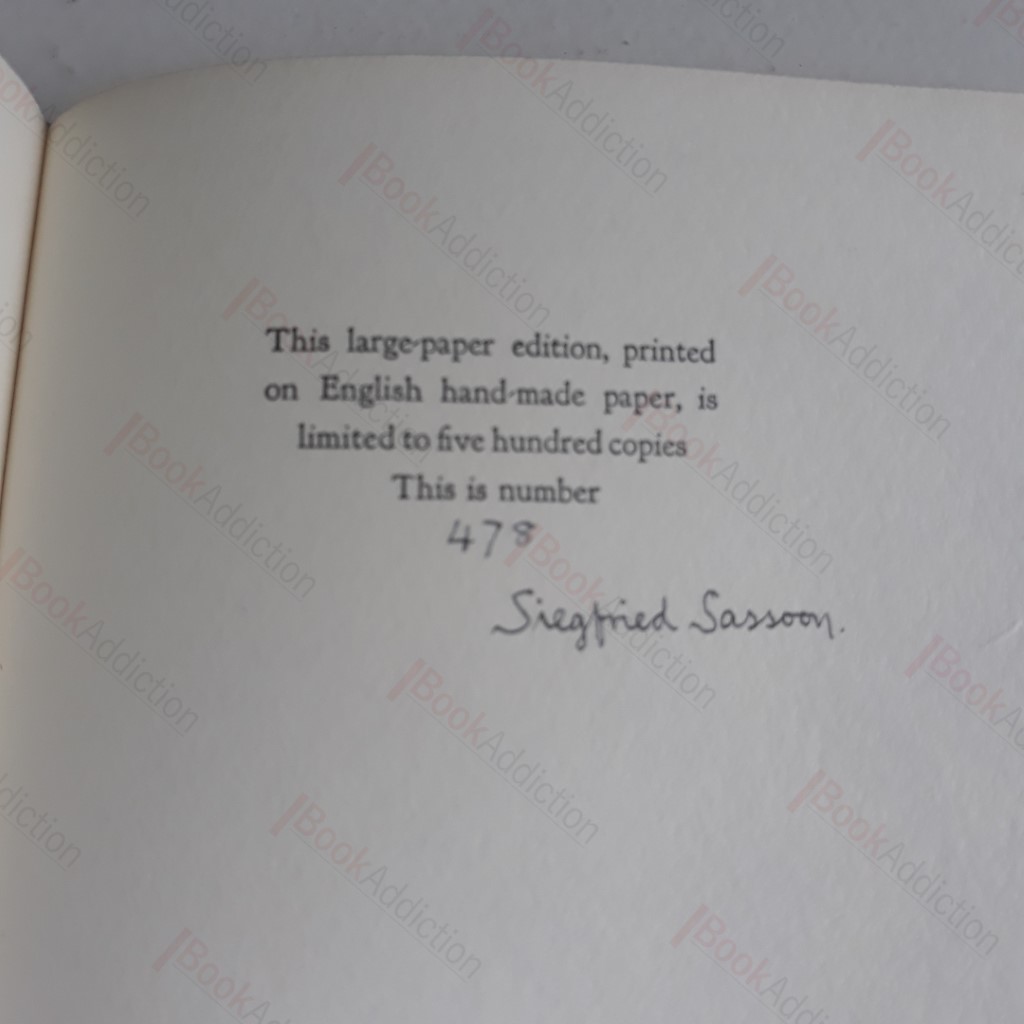 This large-paper edition, printed
on English hand-made paper, is
limited to five hundred copies
This is number
478
Siegfried Sassoon.
BookAddiction